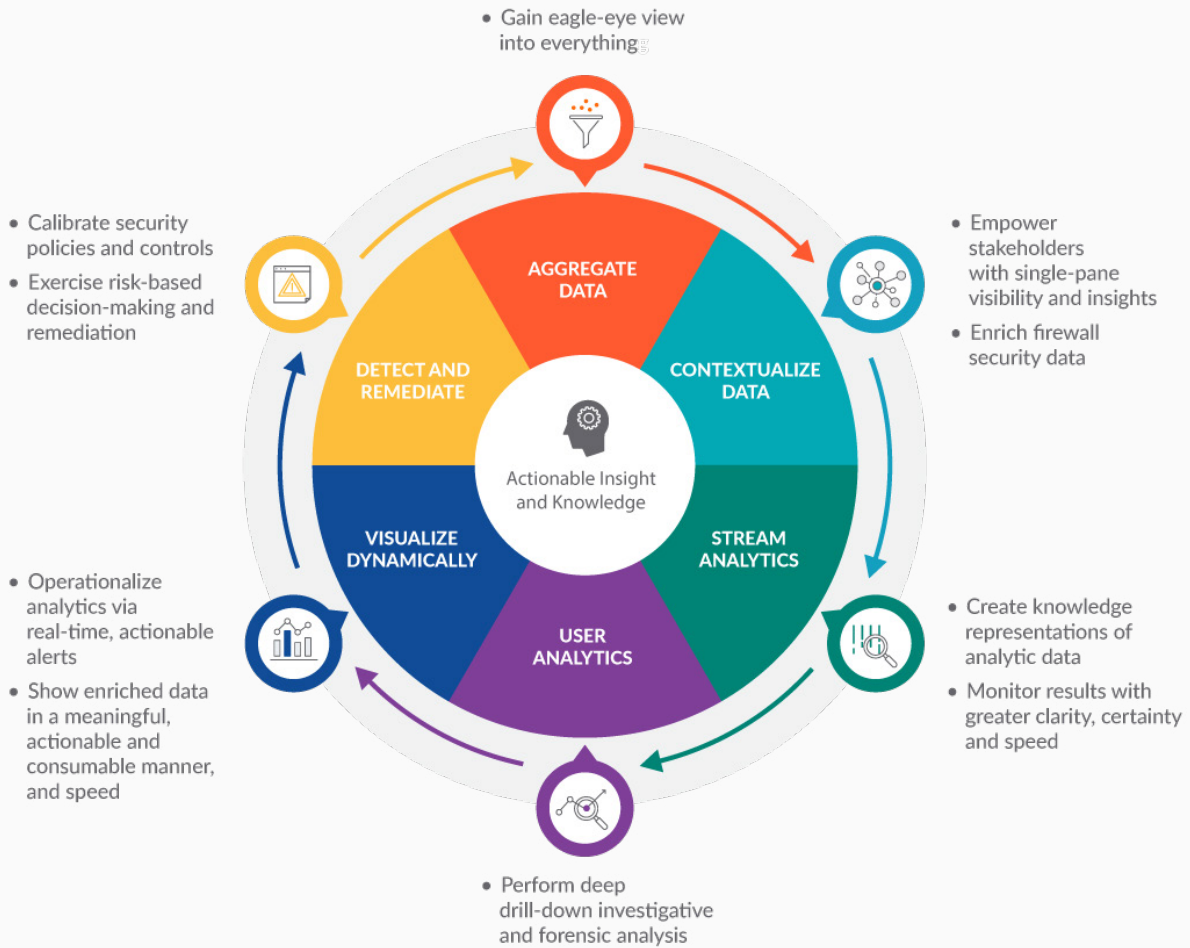 • Gain eagle-eye view
into everything
AGGREGATE
DATA
• Empower
stakeholders
with single-pane
visibility and insights
• Enrich firewall
security data
CONTEXTUALIZE
DATA
• Create knowledge
representations of
analytic data
• Monitor results with
greater clarity, certainty
and speed
STREAM
ANALYTICS
• Perform deep
drill-down investigative
and forensic analysis
USER
ANALYTICS
• Operationalize
analytics via
real-time, actionable
alerts
• Show enriched data
in a meaningful,
actionable and
consumable manner,
and speed
VISUALIZE
DYNAMICALLY
• Calibrate security
policies and controls
• Exercise risk-based
decision-making and
remediation
DETECT AND
REMEDIATE
Actionable Insight
and Knowledge